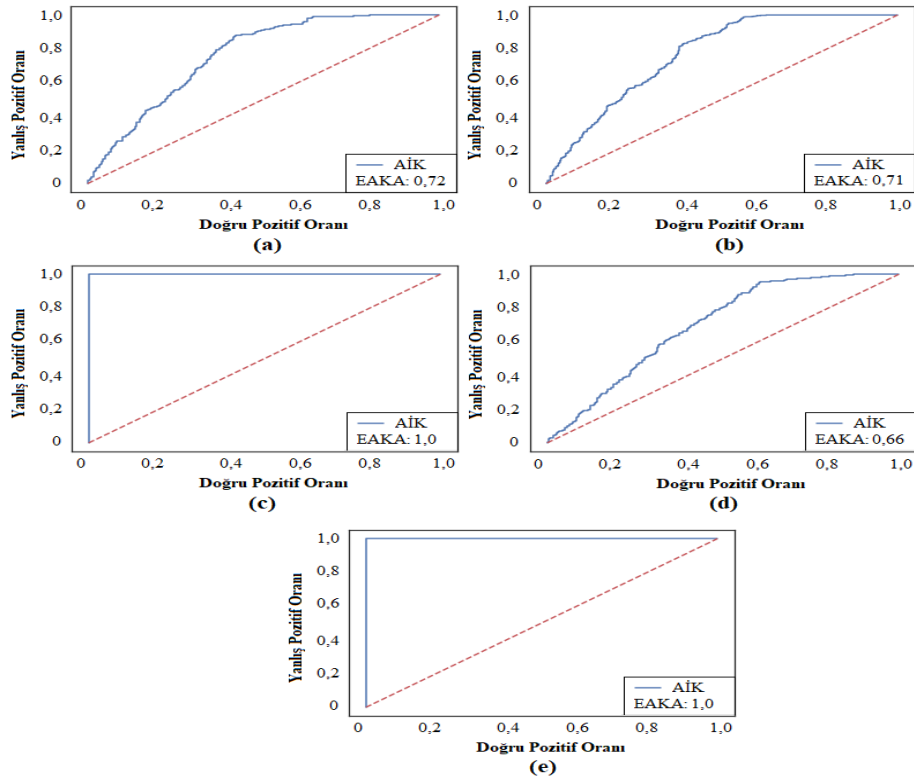 1,0
0,8
0,6
0,4
0,2
0
Yanlış Pozitif Oranı
AİK
EAKA: 0,72
0 0,2 0,4 0,6 0,8 1,0
Doğru Pozitif Oranı
(a)
1,0
0,8
0,6
0,4
0,2
0
Yanlış Pozitif Oranı
AİK
EAKA: 0,71
0 0,2 0,4 0,6 0,8 1,0
Doğru Pozitif Oranı
(b)
1,0
0,8
0,6
0,4
0,2
0
Yanlış Pozitif Oranı
AİK
EAKA: 1,0
0 0,2 0,4 0,6 0,8 1,0
Doğru Pozitif Oranı
(c)
1,0
0,8
0,6
0,4
0,2
0
Yanlış Pozitif Oranı
AİK
EAKA: 0,66
0 0,2 0,4 0,6 0,8 1,0
Doğru Pozitif Oranı
(d)
1,0
0,8
0,6
0,4
0,2
0
Yanlış Pozitif Oranı
AİK
EAKA: 1,0
0 0,2 0,4 0,6 0,8 1,0
Doğru Pozitif Oranı
(e)